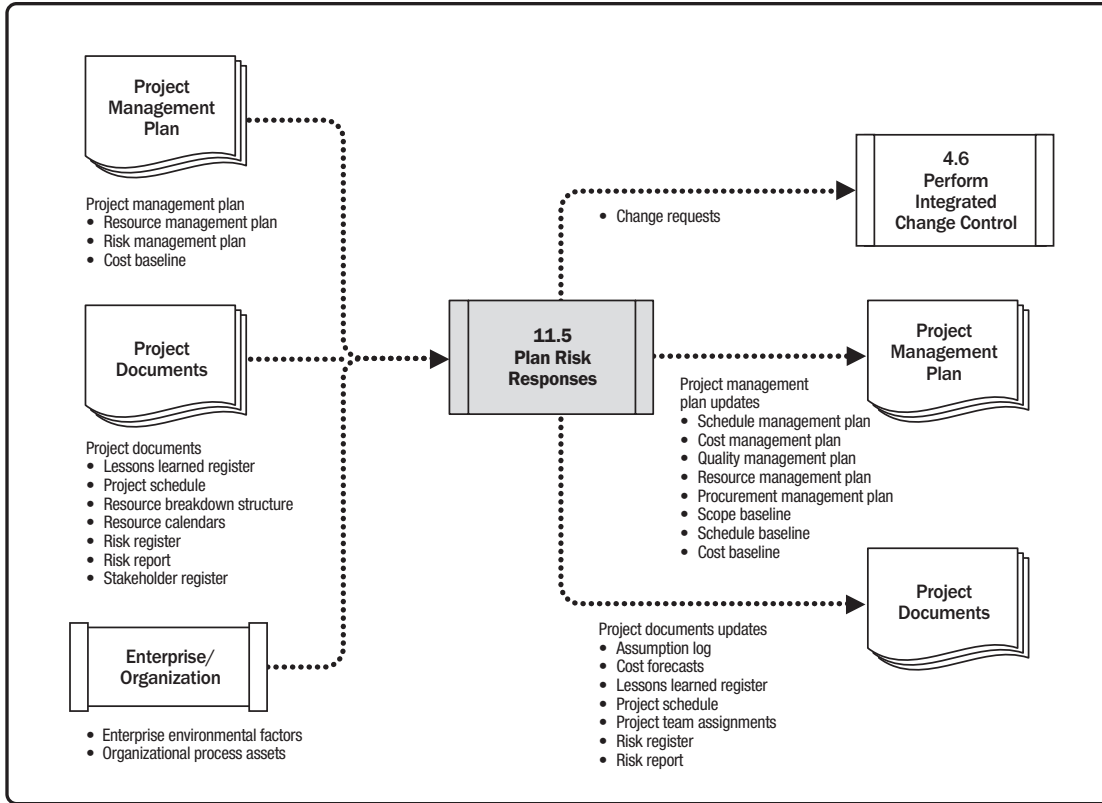 Project
Management
Plan
Project management plan
• Resource management plan
• Risk management plan
• Cost baseline
Project
Documents
Project documents
• Lessons learned register
• Project schedule
• Resource breakdown structure
• Resource calendars
• Risk register
• Risk report
• Stakeholder register
Enterprise/
Organization
• Enterprise environmental factors
• Organizational process assets
11.5
Plan Risk
Responses
• Change requests
4.6
Perform
Integrated
Change Control
Project management
plan updates
• Schedule management plan
• Cost management plan
• Quality management plan
• Resource management plan
• Procurement management plan
• Scope baseline
• Schedule baseline
• Cost baseline
Project
Management
Plan
Project documents updates
• Assumption log
• Cost forecasts
• Lessons learned register
• Project schedule
• Project team assignments
• Risk register
• Risk report
Project
Documents